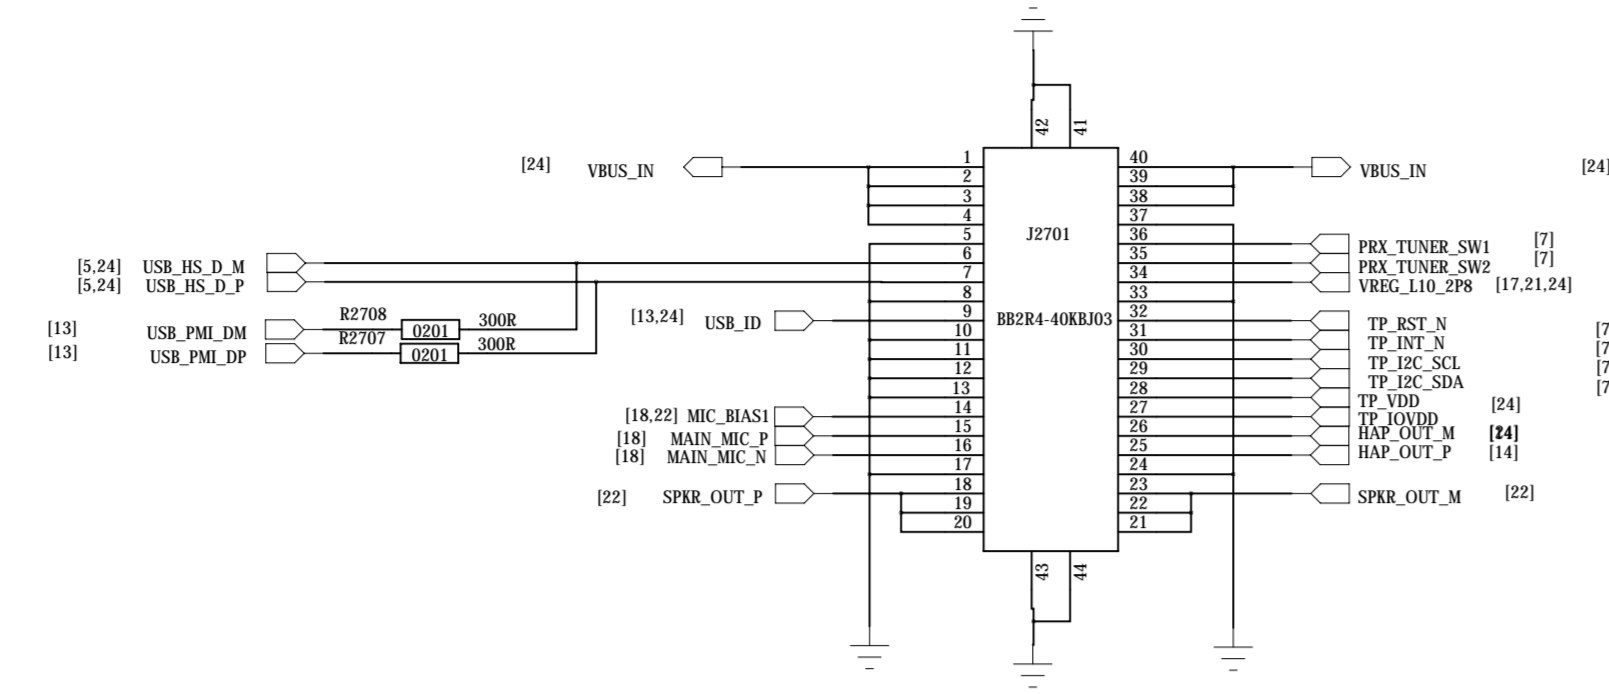 42 41
[24] VBUS_IN 1 40 VBUS_IN [24]
2 39
3 38
4 37
J2701
5 36 PRX_TUNER_SW1 [7]
[5,24] USB_HS_D_M 6 35 PRX_TUNER_SW2 [7]
[5,24] USB_HS_D_P 7 34 VREG_L10_2P8 [17,21,24]
8 33
BB2R4-40KBJ03
[13,24] USB_ID 9 32 TP_RST_N [7
R2708
[13] USB_PMI_DM 0201 300R
10 31 TP_INT_N [7
R2707
[13] USB_PMI_DP 0201 300R
11 30 TP_I2C_SCL [7
12 29 TP_I2C_SDA [7
13 28 TP_VDD [24]
[18,22] MIC_BIAS1 14 27 TP_IOVDD
[18] MAIN_MIC_P 15 26 HAP_OUT_M
[18] MAIN_MIC_N 16 25 HAP_OUT_P [14]
17 24
[22] SPKR_OUT_P 18 23 SPKR_OUT_M [22]
19 22
20 21
43 44